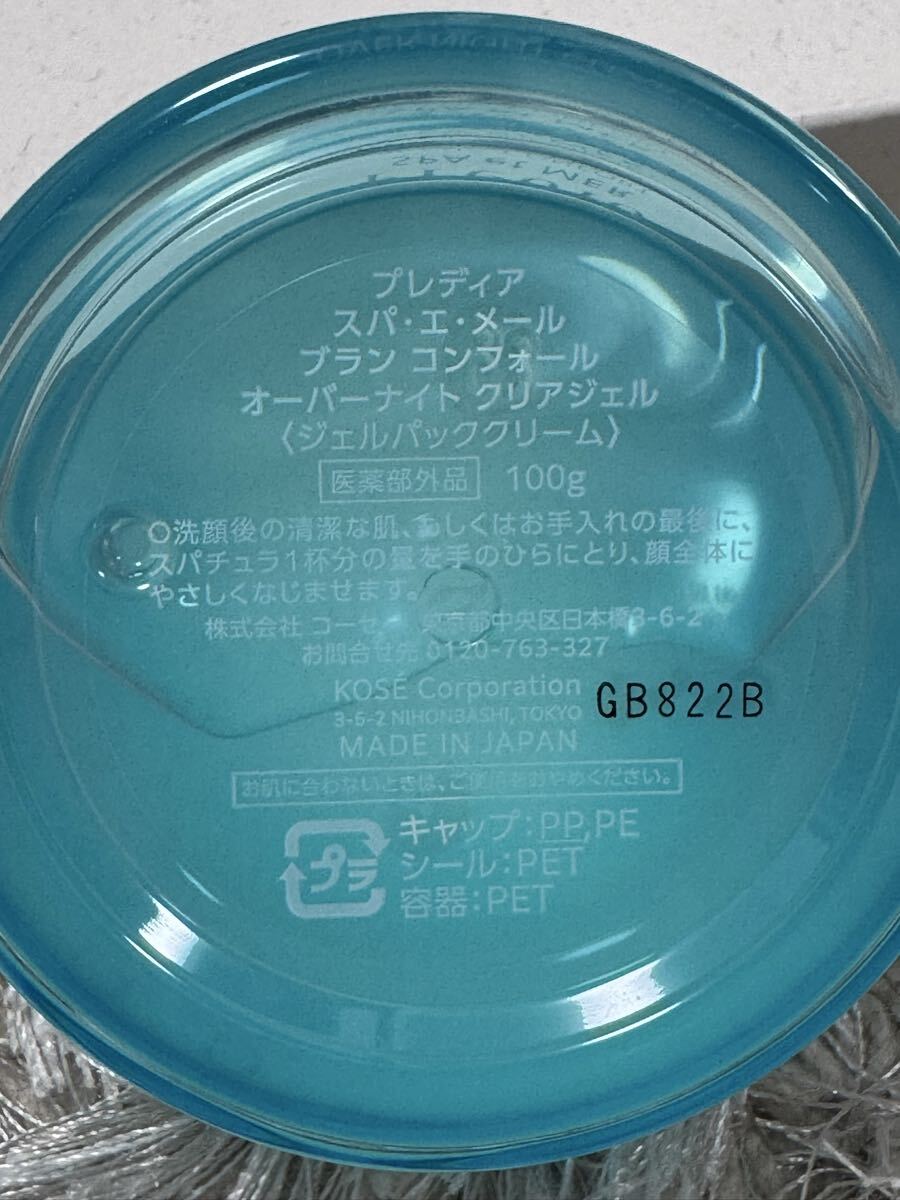 プレディア
スパ・エ・メール
ブラン コンフォール
オーバーナイト クリアジェル
〈ジェルパッククリーム〉
医薬部外品 100g
○洗顔後の清潔な肌、もしくはお手入れの最後に、
スパチュラ1杯分の量を手のひらにとり、顔全体に
やさしくなじませます。
株式会社 コーセー 東京都中央区日本橋3-6-2
お問合せ先 0120-763-327
KOSÉ Corporation
3-6-2 NIHONBASHI, TOKYO
GB822B
MADE IN JAPAN
お肌に合わないときは、ご使用をおやめください。
プラ
キャップ:PP,PE
シール:PET
容器:PET